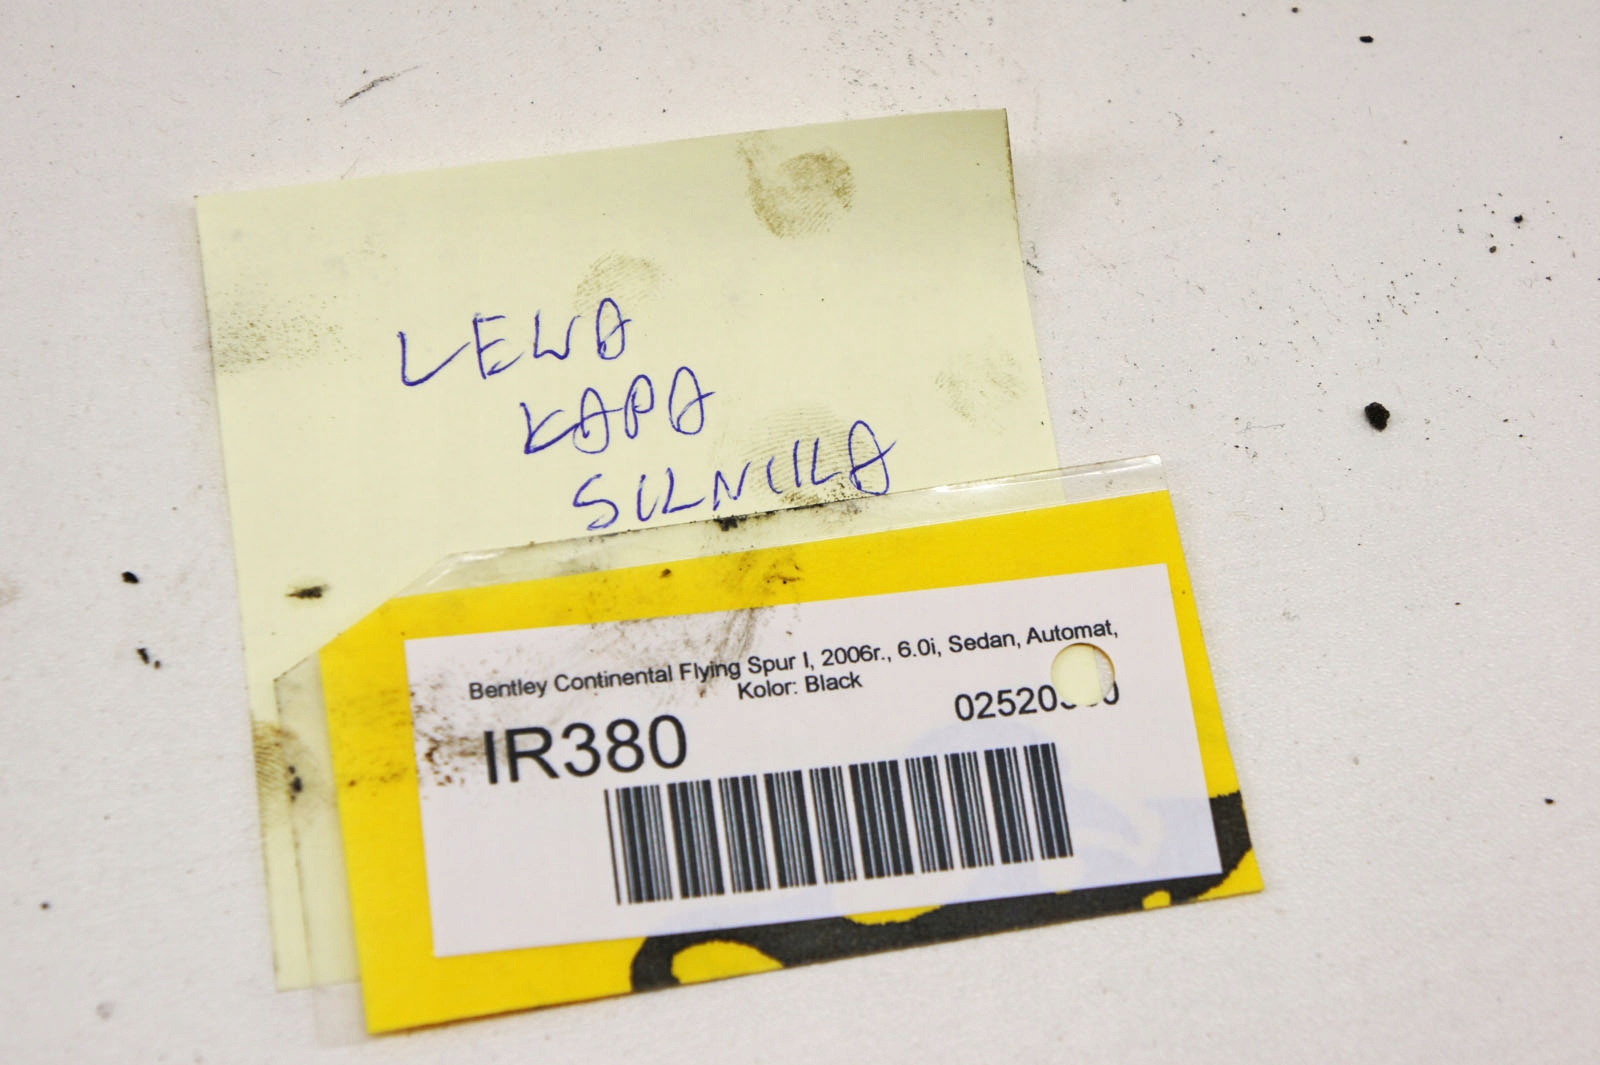 LEWA
KAPA
SILNIKA
Bentley Continental Flying Spur I, 2006r., 6.0i, Sedan, Automat,
Kolor: Black
IR380